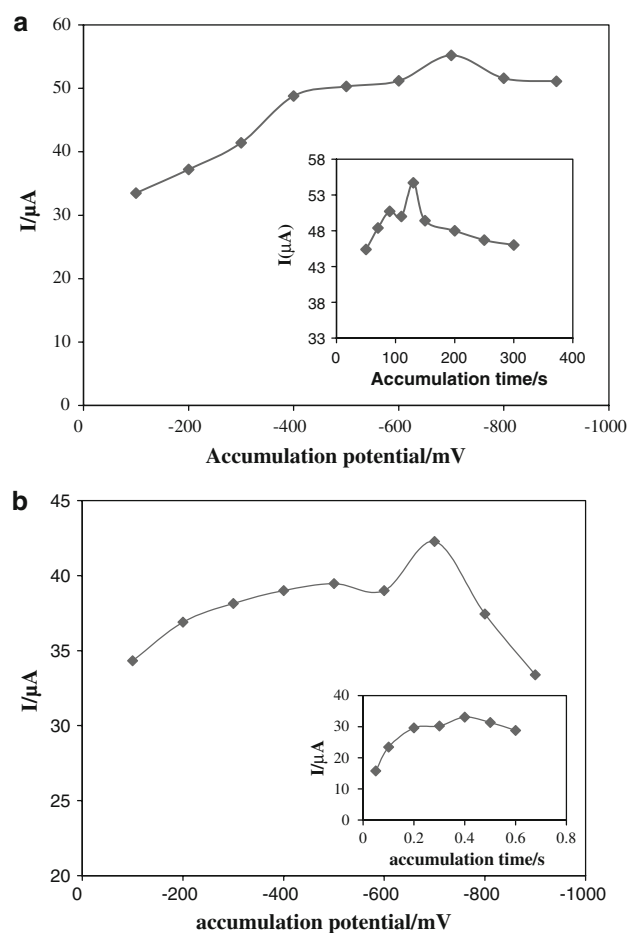 a
60
50
40
30
20
10
0
I/µA
0 -200 -400 -600 -800 -1000
Accumulation potential/mV
58
53
48
43
38
33
I(µA)
0 100 200 300 400
Accumulation time/s
b
45
40
35
30
25
20
I/µA
0 -200 -400 -600 -800 -1000
accumulation potential/mV
40
30
20
10
0
I/µA
0 0.2 0.4 0.6 0.8
accumulation time/s